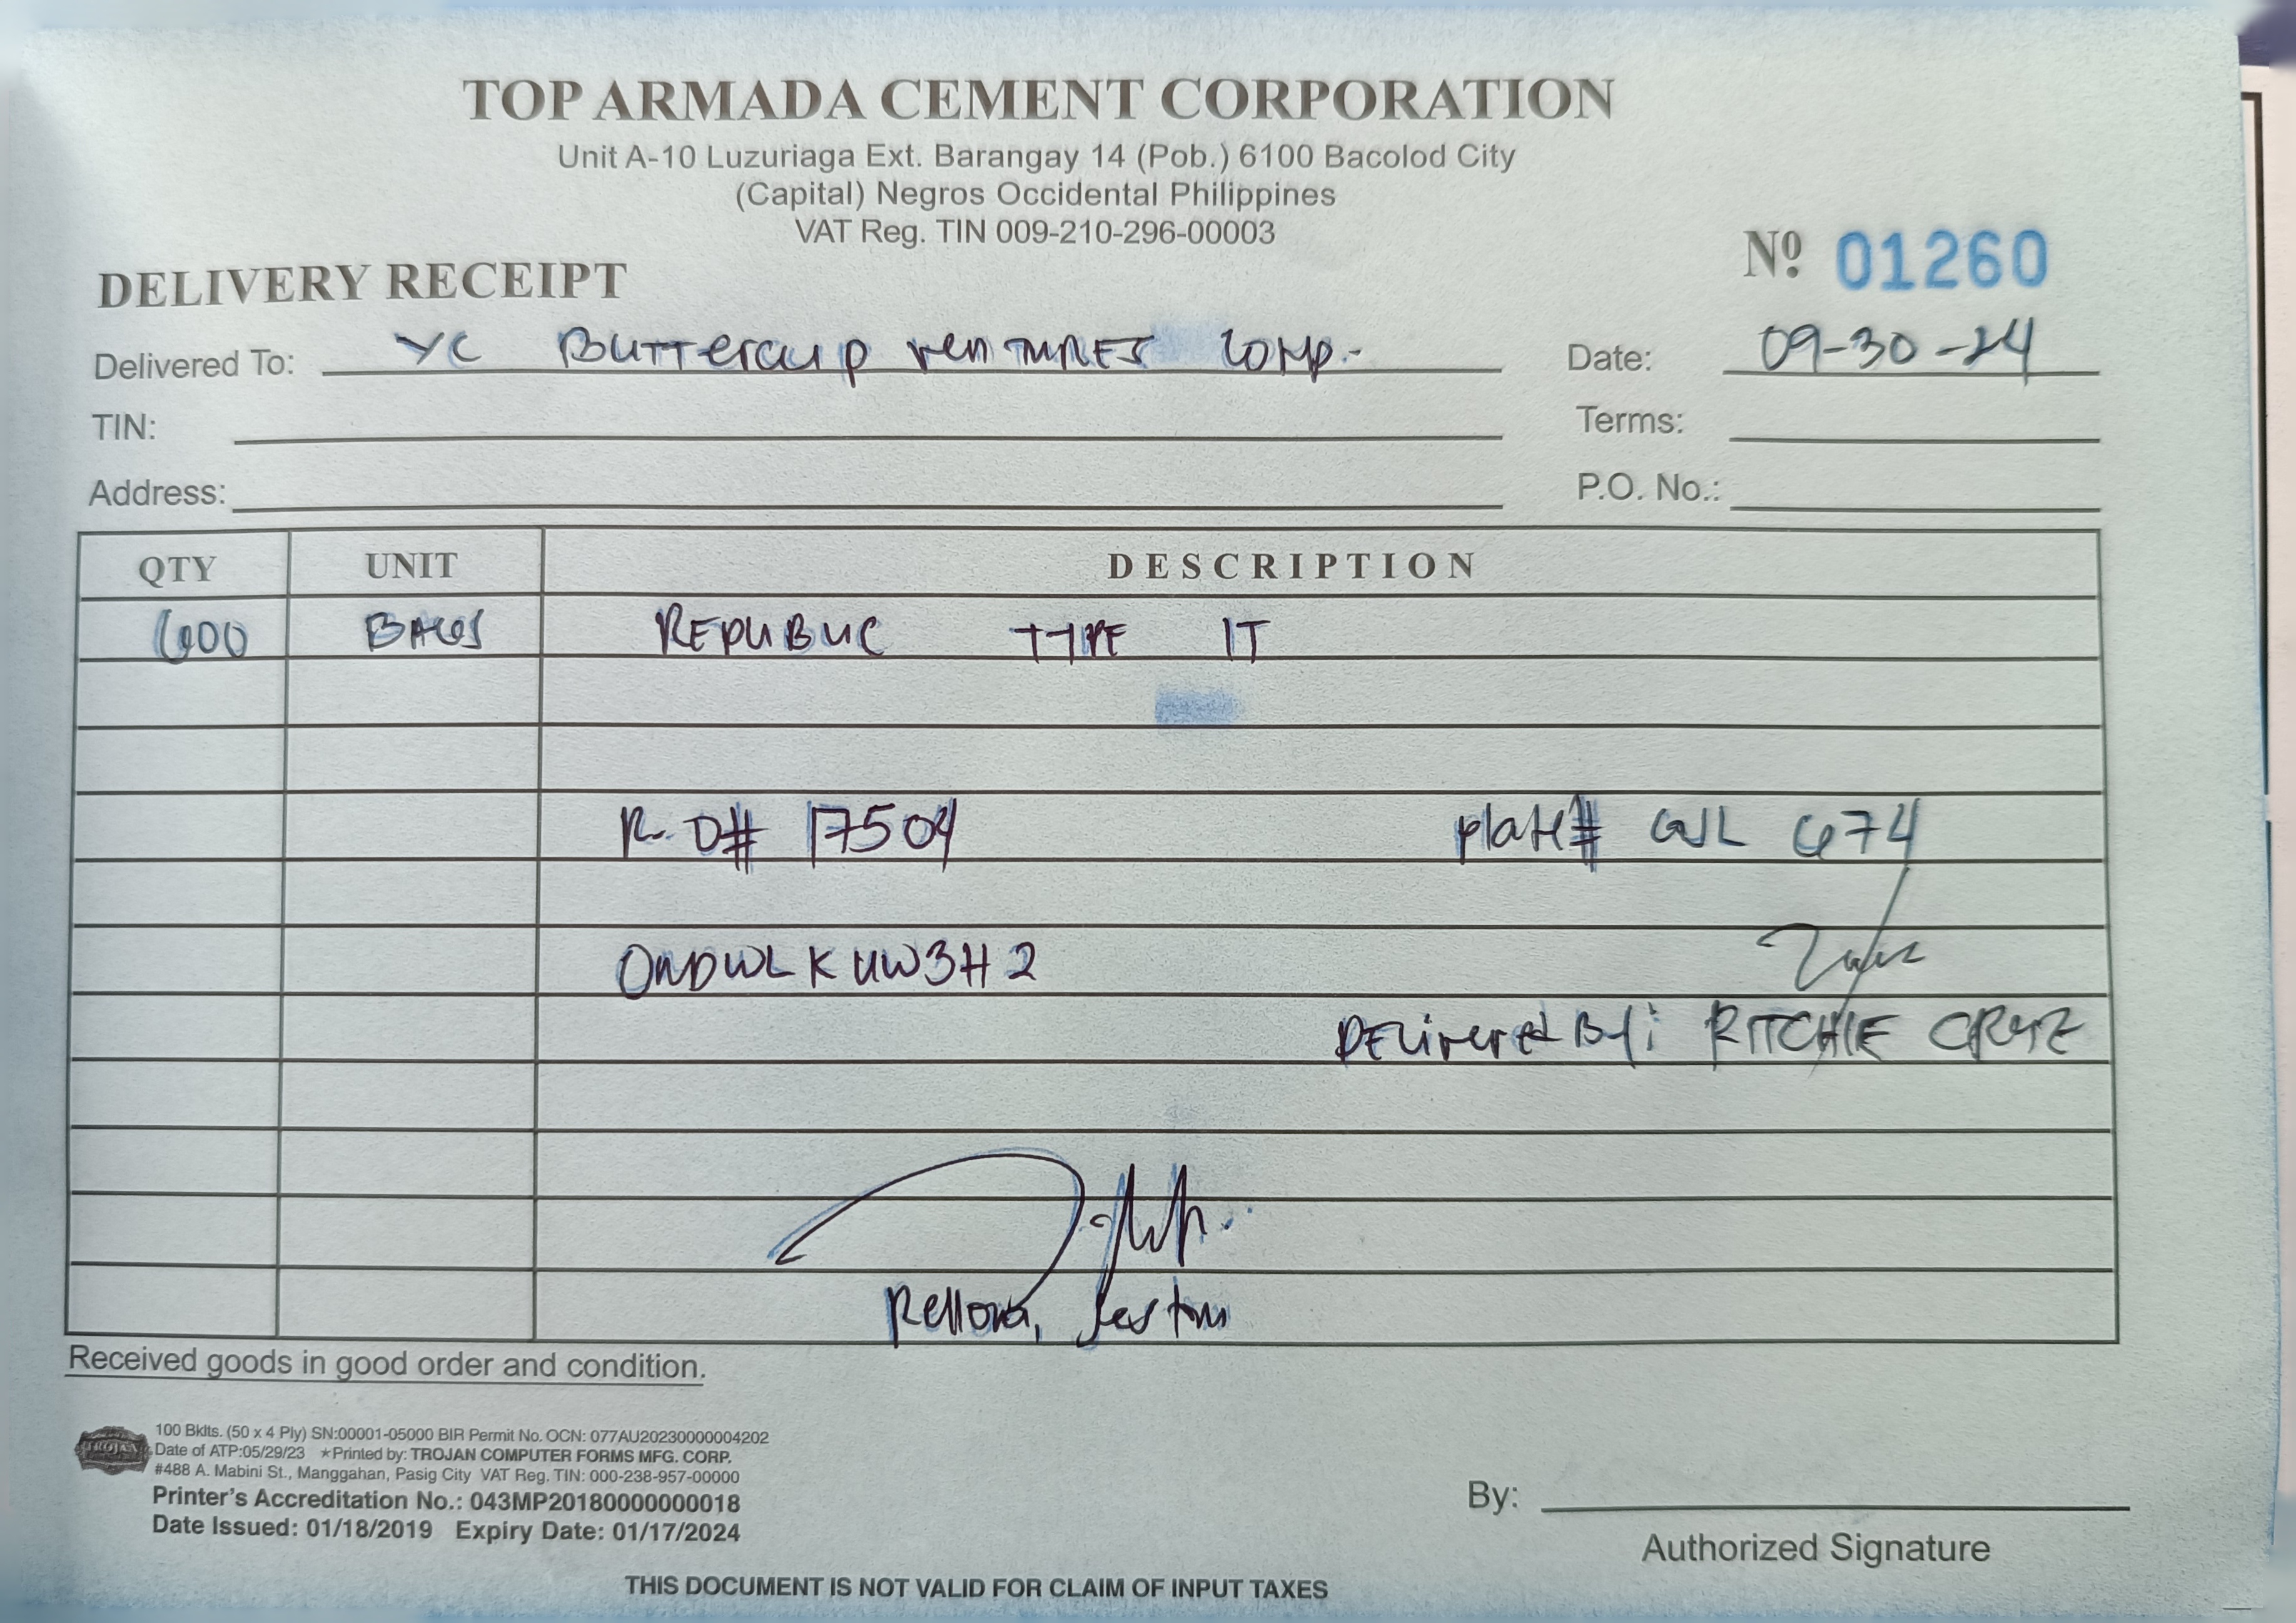 TOP ARMADA CEMENT CORPORATION
Unit A-10 Luzuriaga Ext. Barangay 14 (Pob.) 6100 Bacolod City
(Capital) Negros Occidental Philippines
VAT Reg. TIN 009-210-296-00003
Nº 01260
DELIVERY RECEIPT
Delivered To: YC Buttercup Ventures Corp. Date: 09-30-24
TIN: Terms:
Address: P.O. No.:
QTY UNIT DESCRIPTION
600 BAGS REPUBLIC TYPE 1T
R-O# 17504 plate# 674
ONDWLKUW3H2
Delivered By: RITCHIE CRUZ
Rellora,
Received goods in good order and condition.
TROJAN
100 Bklts. (50 x 4 Ply) SN:00001-05000 BIR Permit No. OCN: 077AU20230000004202
Date of ATP:05/29/23 ★Printed by: TROJAN COMPUTER FORMS MFG. CORP.
#488 A. Mabini St., Manggahan, Pasig City VAT Reg. TIN: 000-238-957-00000
Printer's Accreditation No.: 043MP20180000000018
Date Issued: 01/18/2019 Expiry Date: 01/17/2024
By:
Authorized Signature
THIS DOCUMENT IS NOT VALID FOR CLAIM OF INPUT TAXES